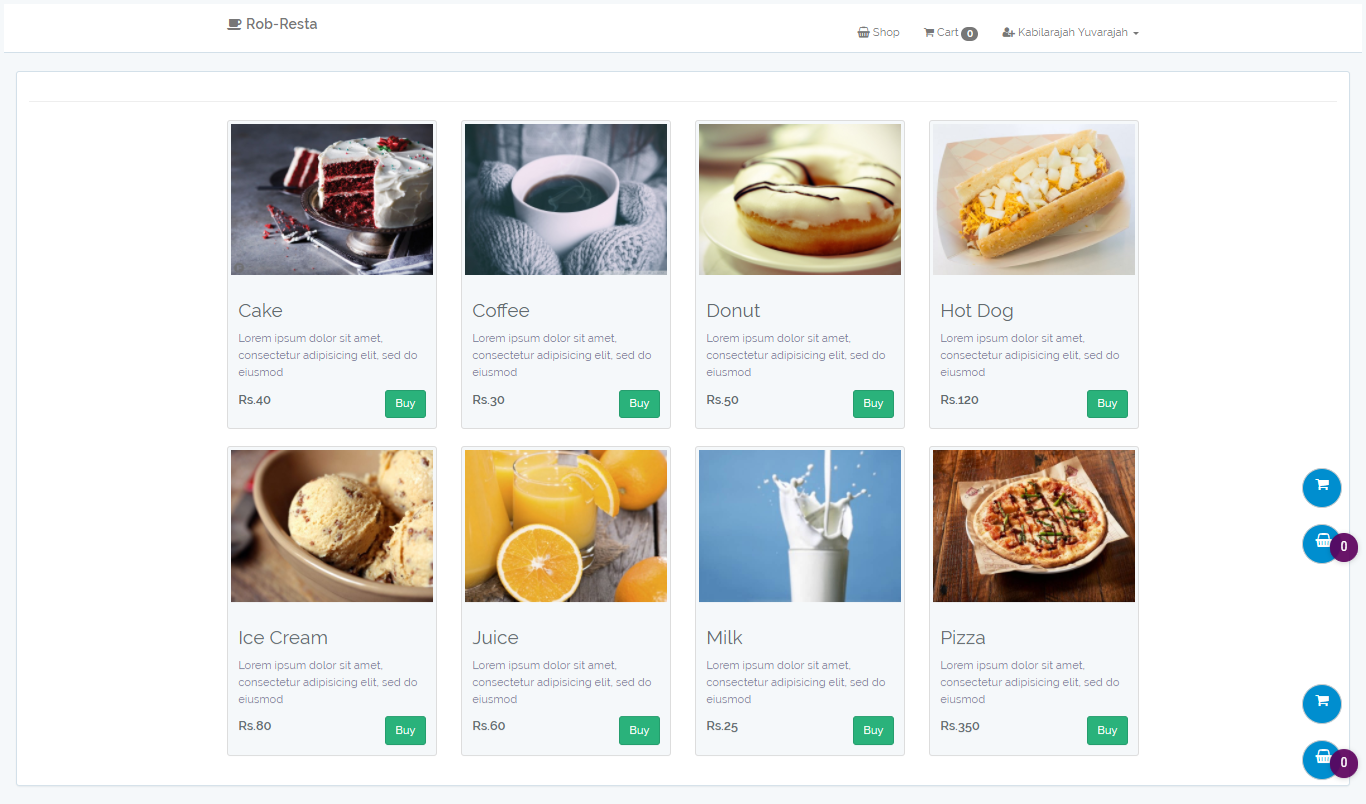 Rob-Resta
Shop
Cart 0
Kabilarajah Yuvarajah
Cake
Lorem ipsum dolor sit amet,
consectetur adipisicing elit, sed do
eiusmod
Rs.40
Buy
Coffee
Lorem ipsum dolor sit amet,
consectetur adipisicing elit, sed do
eiusmod
Rs.30
Buy
Donut
Lorem ipsum dolor sit amet,
consectetur adipisicing elit, sed do
eiusmod
Rs.50
Buy
Hot Dog
Lorem ipsum dolor sit amet,
consectetur adipisicing elit, sed do
eiusmod
Rs.120
Buy
Ice Cream
Lorem ipsum dolor sit amet,
consectetur adipisicing elit, sed do
eiusmod
Rs.80
Buy
Juice
Lorem ipsum dolor sit amet,
consectetur adipisicing elit, sed do
eiusmod
Rs.60
Buy
Milk
Lorem ipsum dolor sit amet,
consectetur adipisicing elit, sed do
eiusmod
Rs.25
Buy
Pizza
Lorem ipsum dolor sit amet,
consectetur adipisicing elit, sed do
eiusmod
Rs.350
Buy
0
0